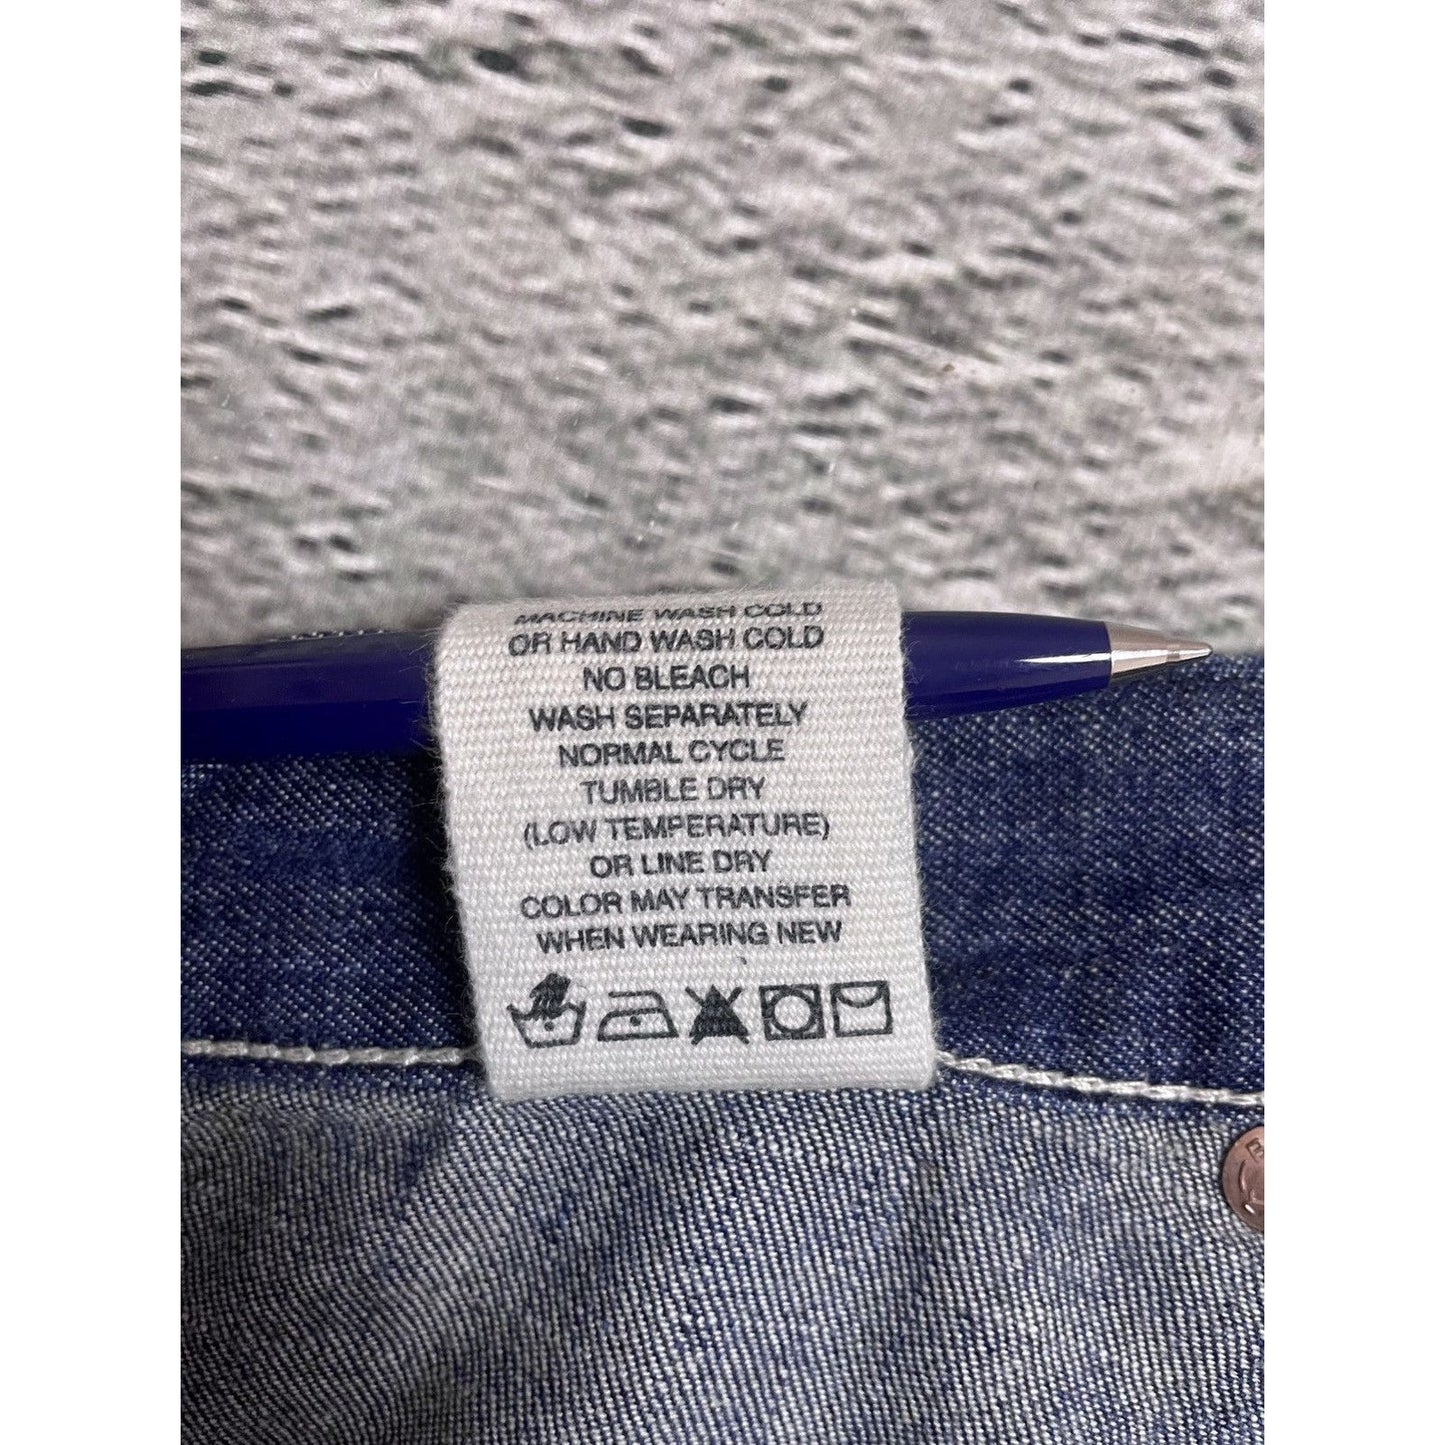 MACHINE WASH COLD
OR HAND WASH COLD
NO BLEACH
WASH SEPARATELY
NORMAL CYCLE
TUMBLE DRY
(LOW TEMPERATURE)
OR LINE DRY
COLOR MAY TRANSFER
WHEN WEARING NEW